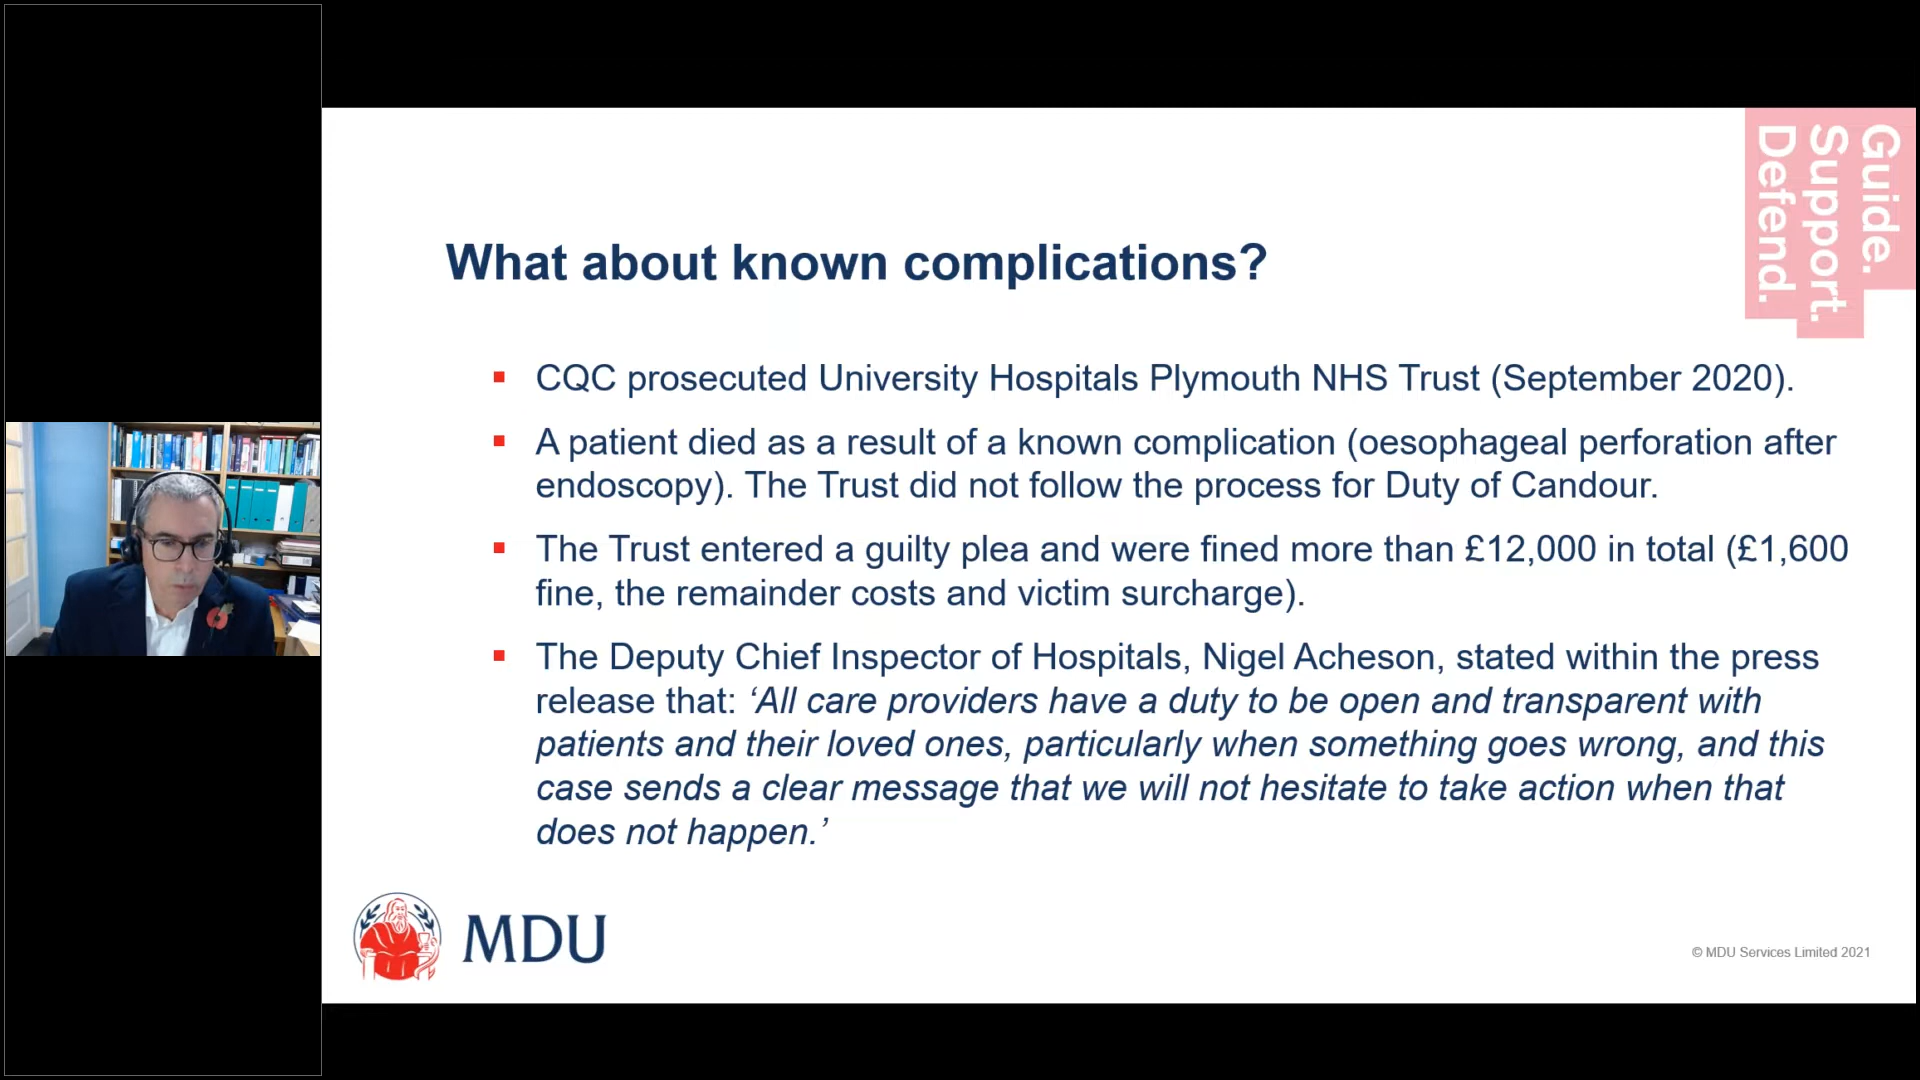 Guide.
Support.
Defend.
What about known complications?
CQC prosecuted University Hospitals Plymouth NHS Trust (September 2020).
A patient died as a result of a known complication (oesophageal perforation after
endoscopy). The Trust did not follow the process for Duty of Candour.
The Trust entered a guilty plea and were fined more than £12,000 in total (£1,600
fine, the remainder costs and victim surcharge).
The Deputy Chief Inspector of Hospitals, Nigel Acheson, stated within the press
release that: ‘All care providers have a duty to be open and transparent with
patients and their loved ones, particularly when something goes wrong, and this
case sends a clear message that we will not hesitate to take action when that
does not happen.’
MDU
© MDU Services Limited 2021